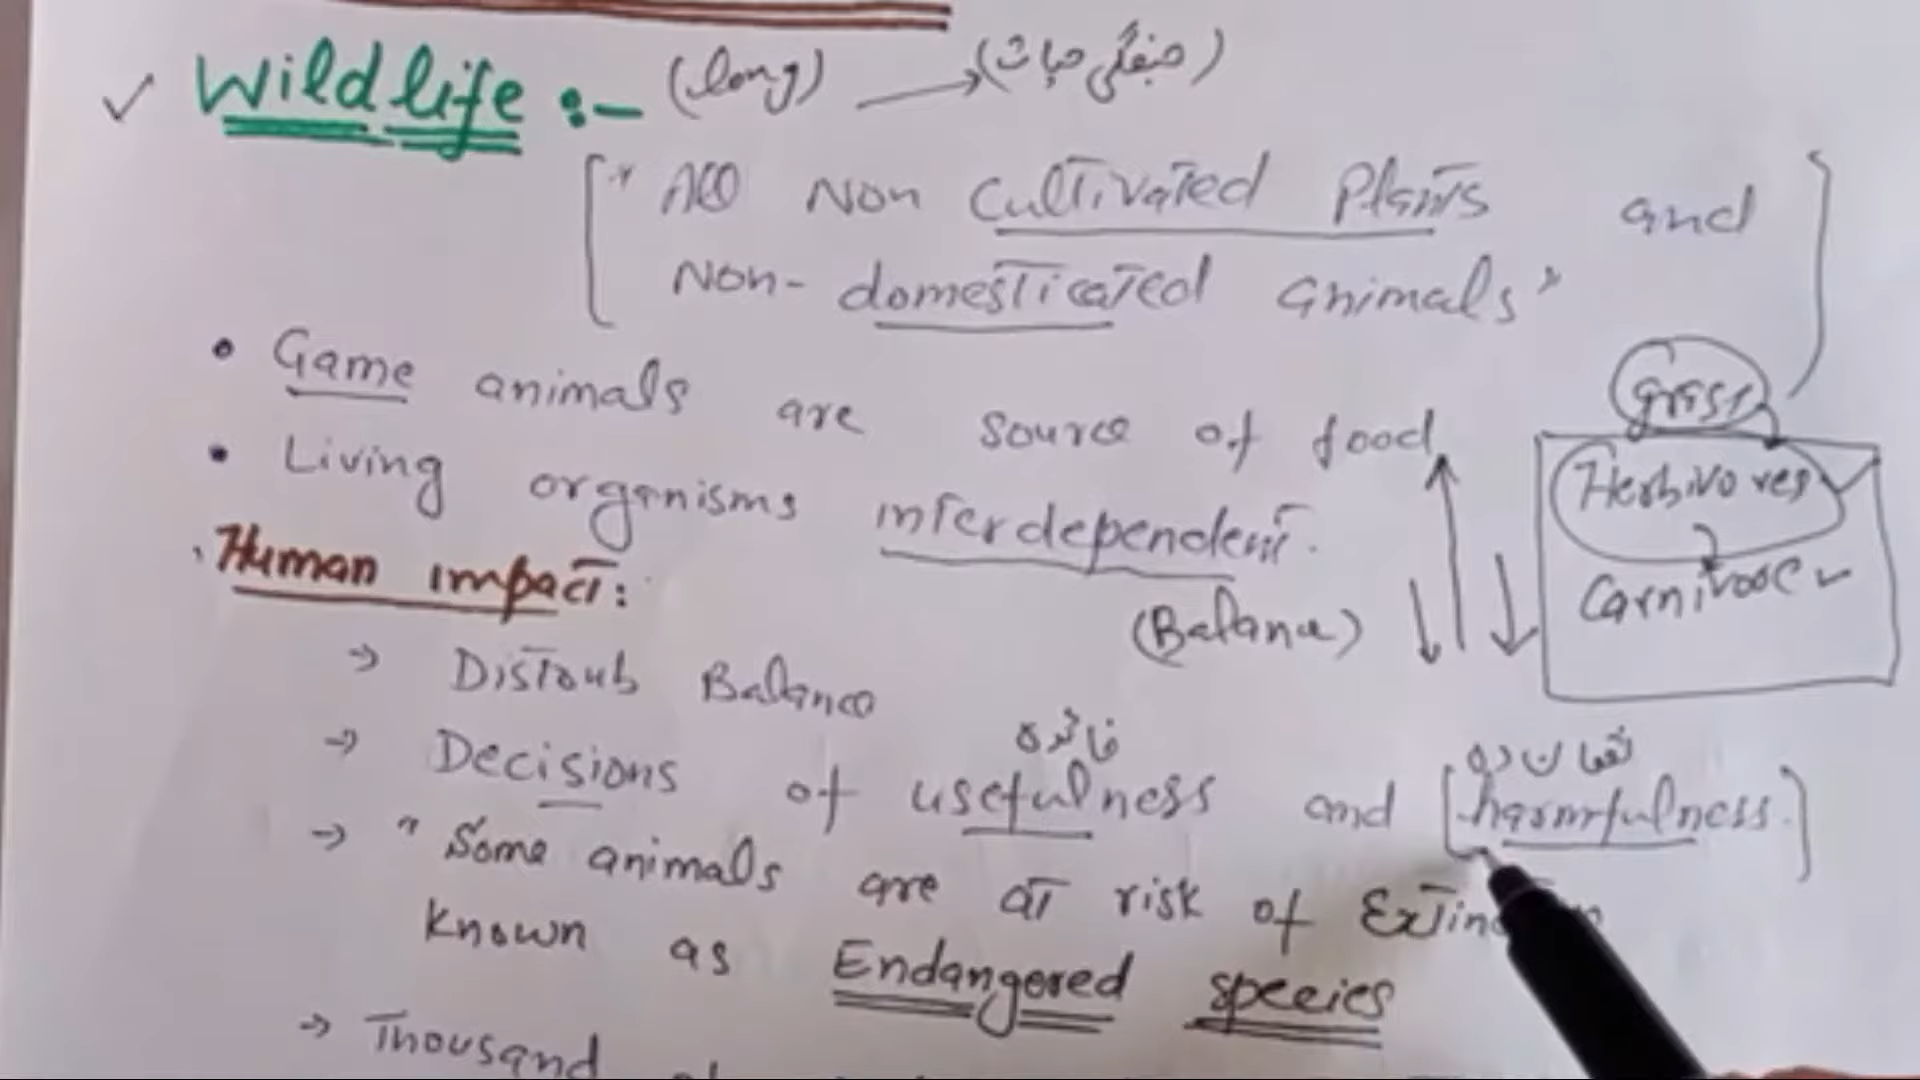 ✓ Wildlife :- (long) → (جنگلی حیات)
"All Non Cultivated Plants and
Non-domesticated animals"
• Game animals are source of food
• Living organisms interdependent.
(Balance)
grass
Herbivores
Carnivore
Human impact:
→ Distoub Balance
→ Decisions of usefulness and [harmfulness.]
فائدہ
نقصان دہ
→ "Some animals are at risk of Extinction
known as Endangered species
→ Thousand